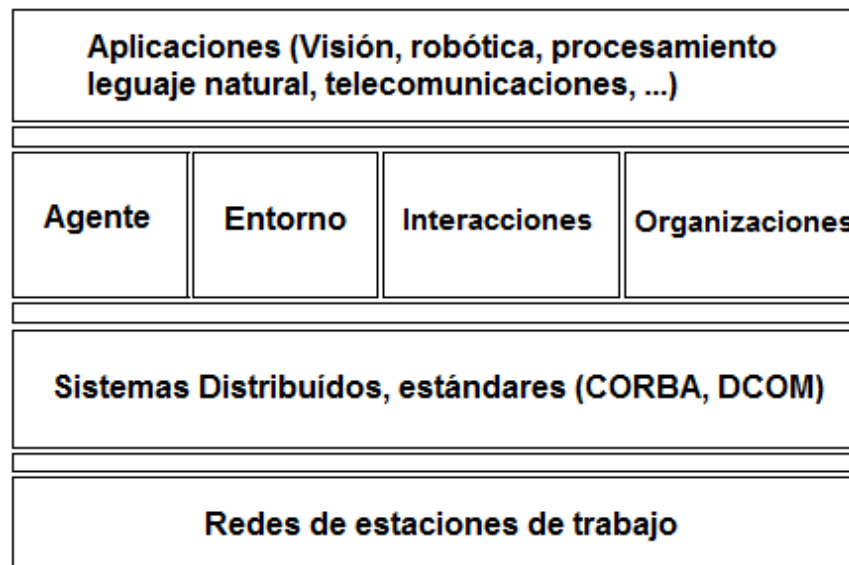 Aplicaciones (Visión, robótica, procesamiento
leguaje natural, telecomunicaciones, ...)
Agente
Entorno
Interacciones
Organizaciones
Sistemas Distribuídos, estándares (CORBA, DCOM)
Redes de estaciones de trabajo